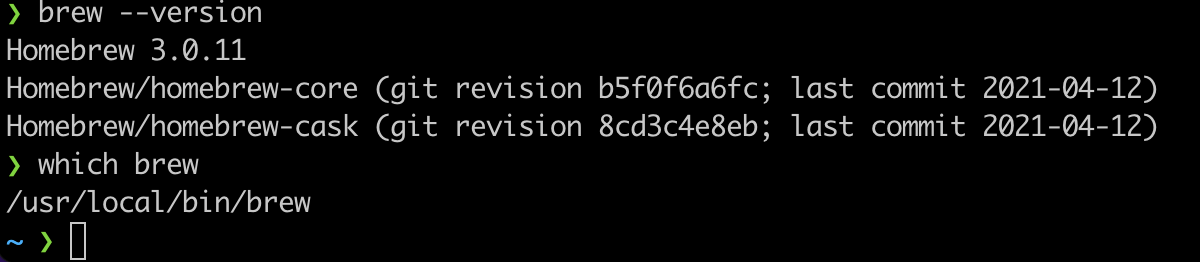 ❯ brew --version
Homebrew 3.0.11
Homebrew/homebrew-core (git revision b5f0f6a6fc; last commit 2021-04-12)
Homebrew/homebrew-cask (git revision 8cd3c4e8eb; last commit 2021-04-12)
❯ which brew
/usr/local/bin/brew
~ ❯